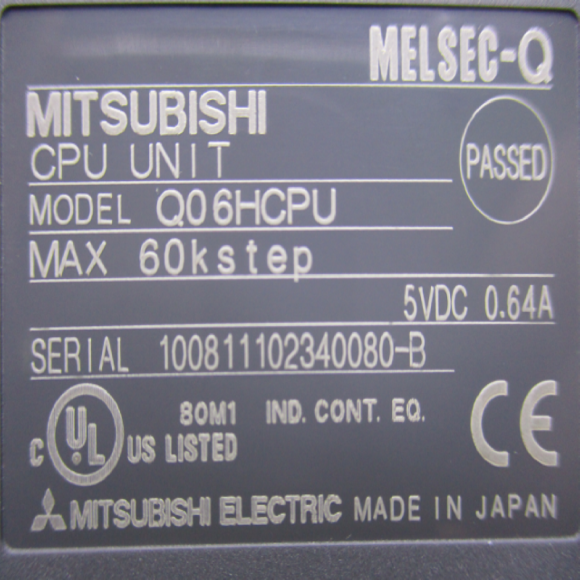 MELSEC-Q
MITSUBISHI
CPU UNIT
PASSED
MODEL Q06HCPU
MAX 60kstep
5VDC 0.64A
SERIAL 100811102340080-B
80M1 IND. CONT. EQ.
C UL US LISTED
CE
MITSUBISHI ELECTRIC MADE IN JAPAN